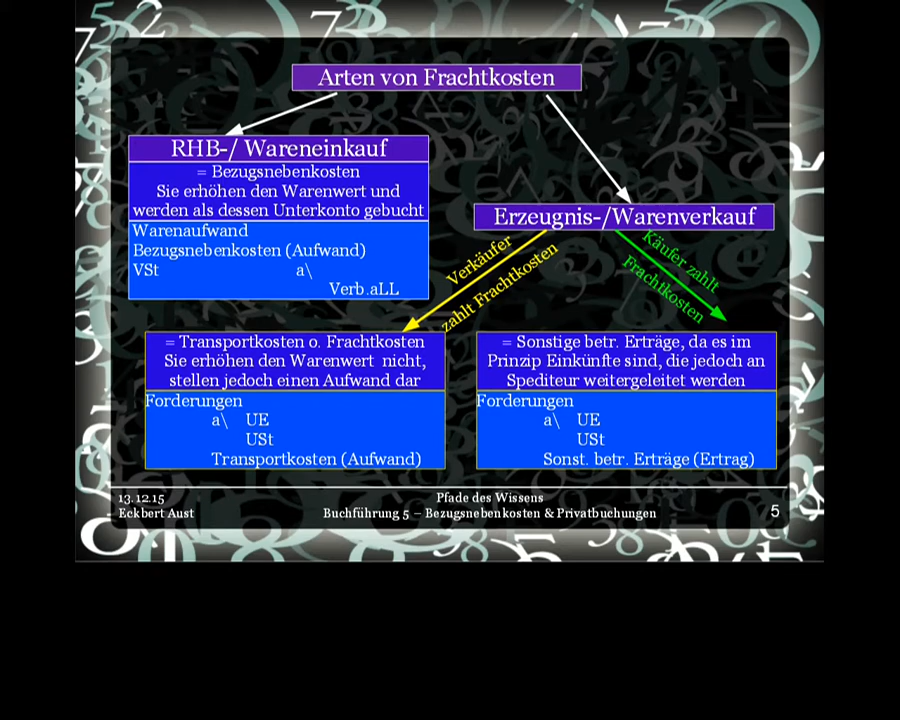 Arten von Frachtkosten
RHB-/ Wareneinkauf
= Bezugsnebenkosten
Sie erhöhen den Warenwert und
werden als dessen Unterkonto gebucht
Warenaufwand
Bezugsnebenkosten (Aufwand)
VSt a\
Verb.aLL
Erzeugnis-/Warenverkauf
Verkäufer
zahlt Frachtkosten
Käufer zahlt
Frachtkosten
= Transportkosten o. Frachtkosten
Sie erhöhen den Warenwert nicht,
stellen jedoch einen Aufwand dar
Forderungen
a\ UE
USt
Transportkosten (Aufwand)
= Sonstige betr. Erträge, da es im
Prinzip Einkünfte sind, die jedoch an
Spediteur weitergeleitet werden
Forderungen
a\ UE
USt
Sonst. betr. Erträge (Ertrag)
13.12.15
Eckbert Aust
Pfade des Wissens
Buchführung 5 – Bezugsnebenkosten & Privatbuchungen
5